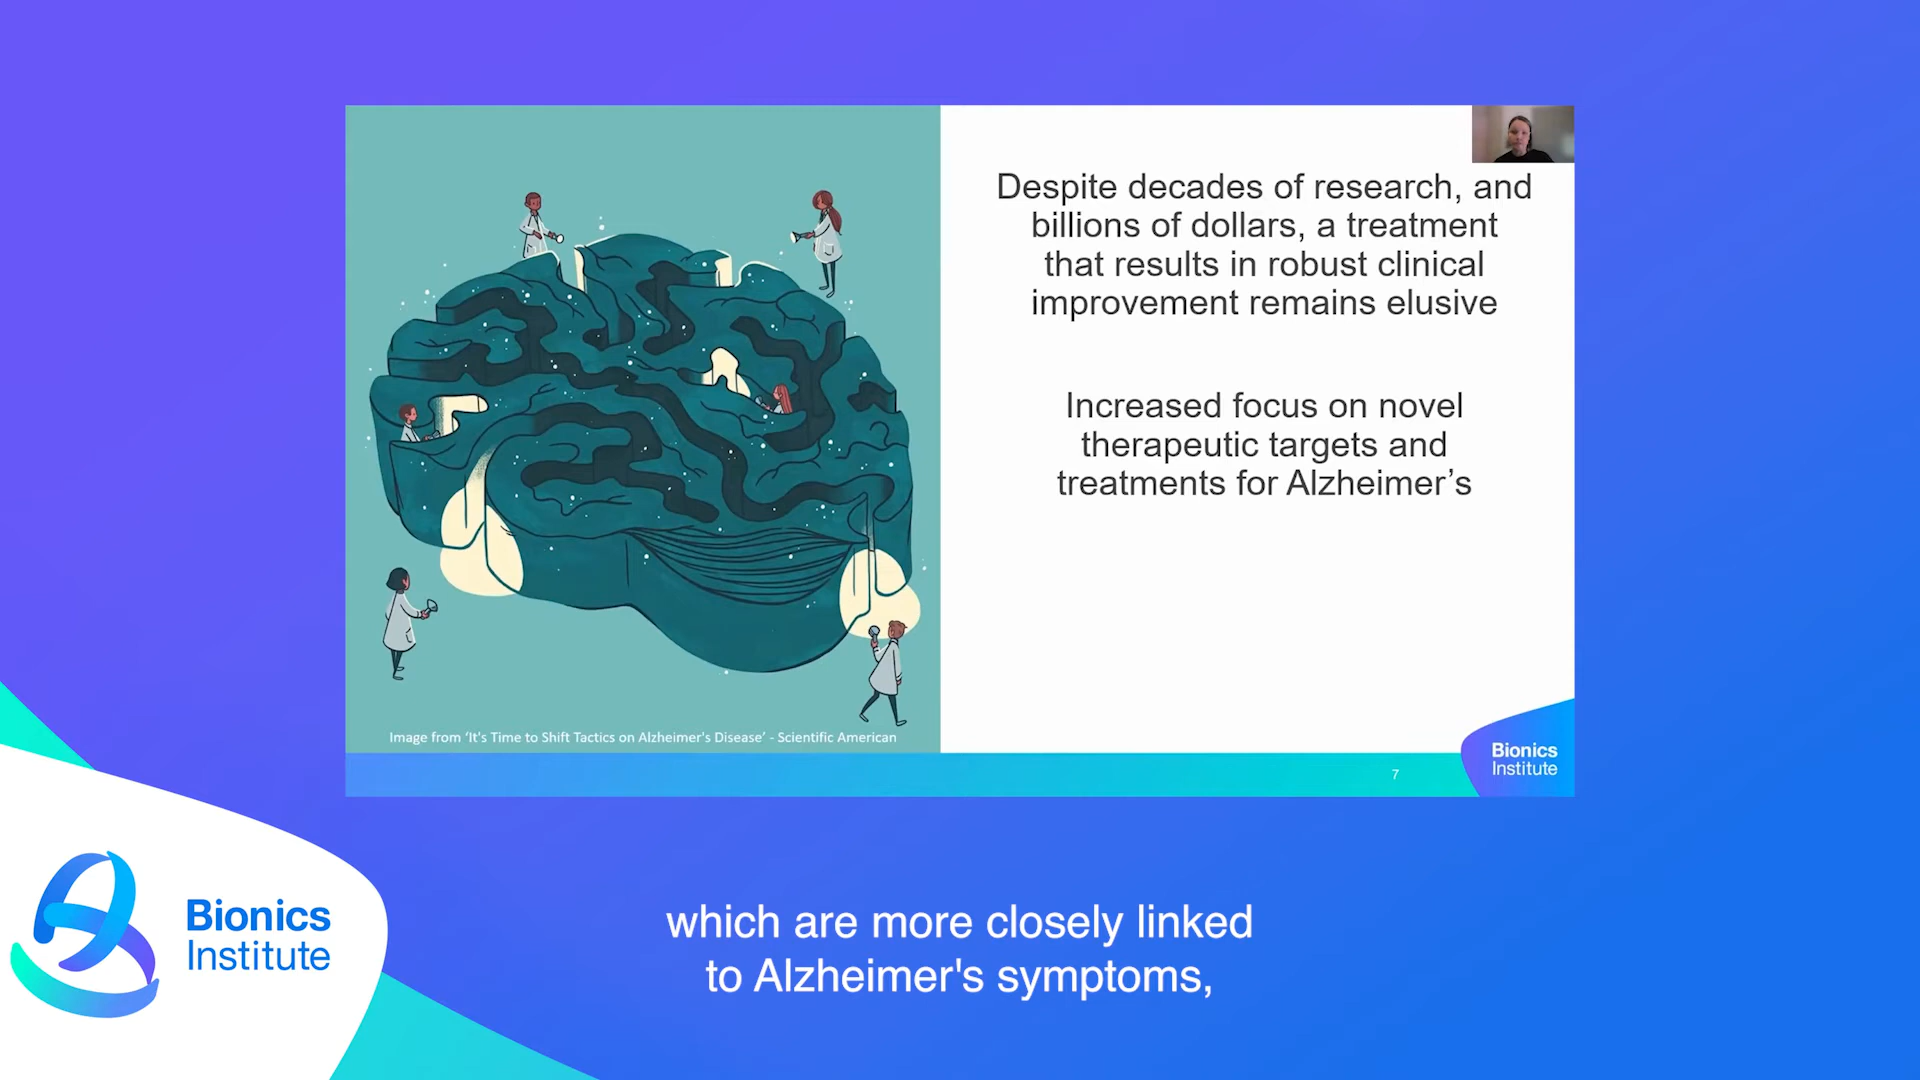 Despite decades of research, and
billions of dollars, a treatment
that results in robust clinical
improvement remains elusive
Increased focus on novel
therapeutic targets and
treatments for Alzheimer’s
Image from ‘It's Time to Shift Tactics on Alzheimer's Disease’ - Scientific American
7
Bionics
Institute
Bionics
Institute
which are more closely linked
to Alzheimer's symptoms,